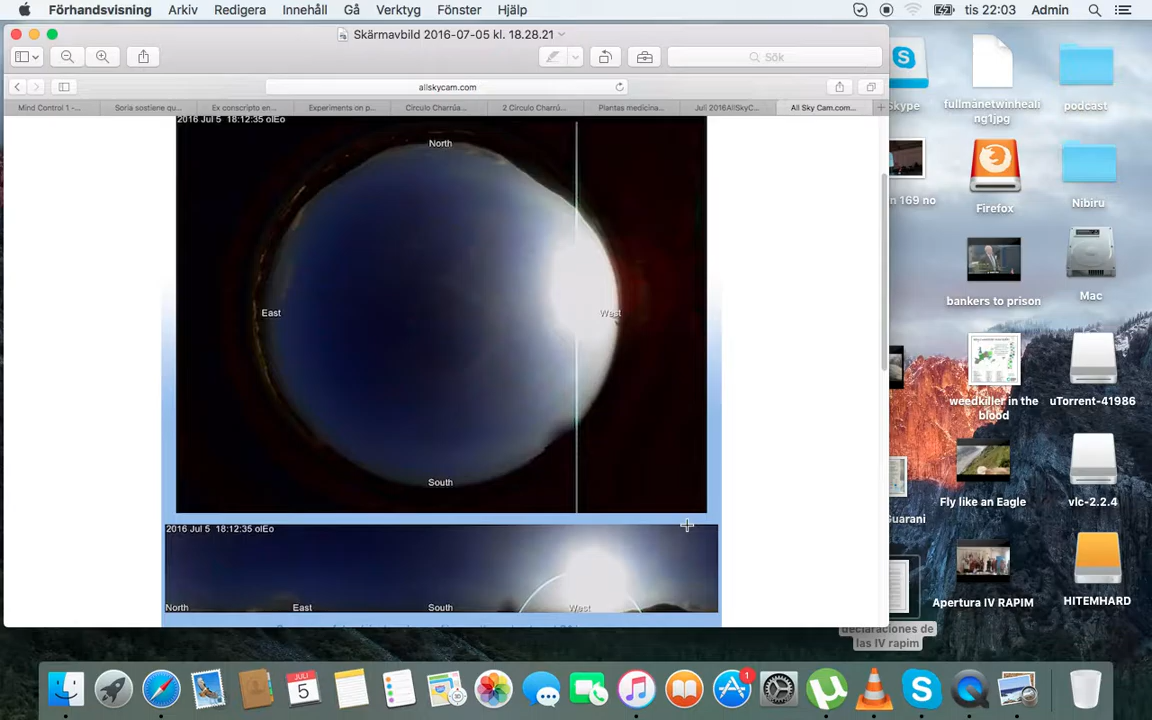 Förhandsvisning Arkiv Redigera Innehåll Gå Fönster Verktyg Hjälp tis 22:03 Admin
Skärmavbild 2016-07-05 kl. 18.28.21
Sök
allskycam.com
Mind Control 1 -... Soria sostiene qu... Ex conscripto en... Experiments on p... Círculo Charrúa... 2 Círculo Charrú... Plantas medicina... Juli 2016AllSkyC... All Sky Cam.com...
2016 Jul 5 18:12:35 olEo
North
East
West
South
2016 Jul 5 18:12:35 olEo
North East South West
Skype
fullmånetwinheali
ng1jpg
podcast
n 169 no
Firefox
Nibiru
bankers to prison
Mac
weedkiller in the
blood
uTorrent-41986
Guarani
Fly like an Eagle
vlc-2.2.4
declaraciones de
las IV rapim
Apertura IV RAPIM
HITEMHARD
JULI
5
1